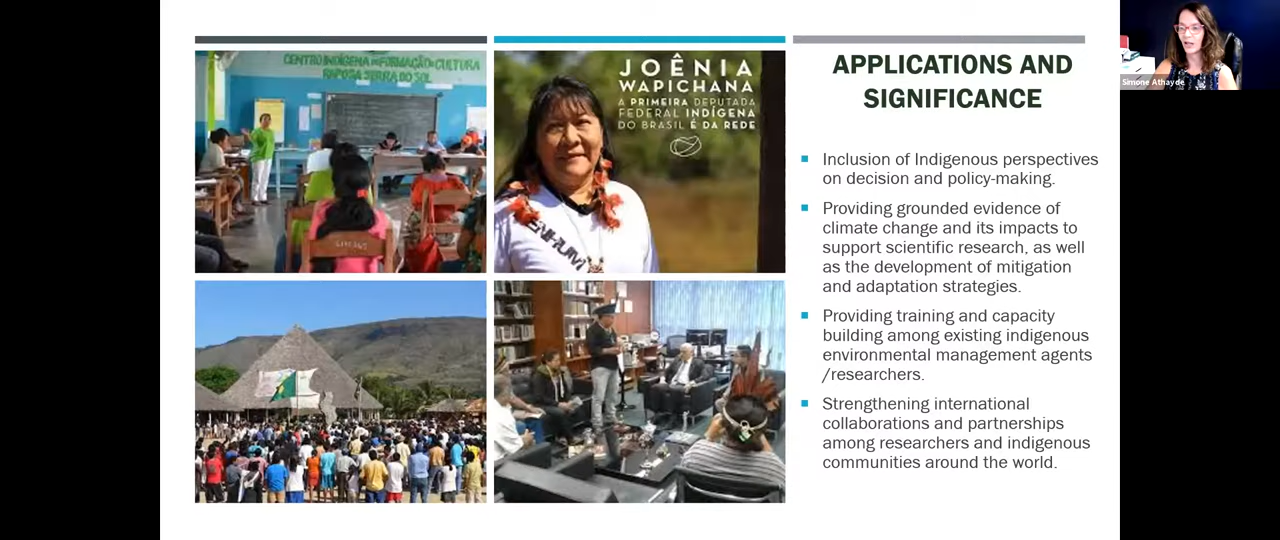 CENTRO INDÍGENA DE FORMAÇÃO E CULTURA
RAPOSA SERRA DO SOL
JOÊNIA
WAPICHANA
A PRIMEIRA DEPUTADA
FEDERAL INDÍGENA
DO BRASIL É DA REDE
APPLICATIONS AND
SIGNIFICANCE
Inclusion of Indigenous perspectives
on decision and policy-making.
Providing grounded evidence of
climate change and its impacts to
support scientific research, as well
as the development of mitigation
and adaptation strategies.
Providing training and capacity
building among existing indigenous
environmental management agents
/researchers.
Strengthening international
collaborations and partnerships
among researchers and indigenous
communities around the world.
Simone Athayde